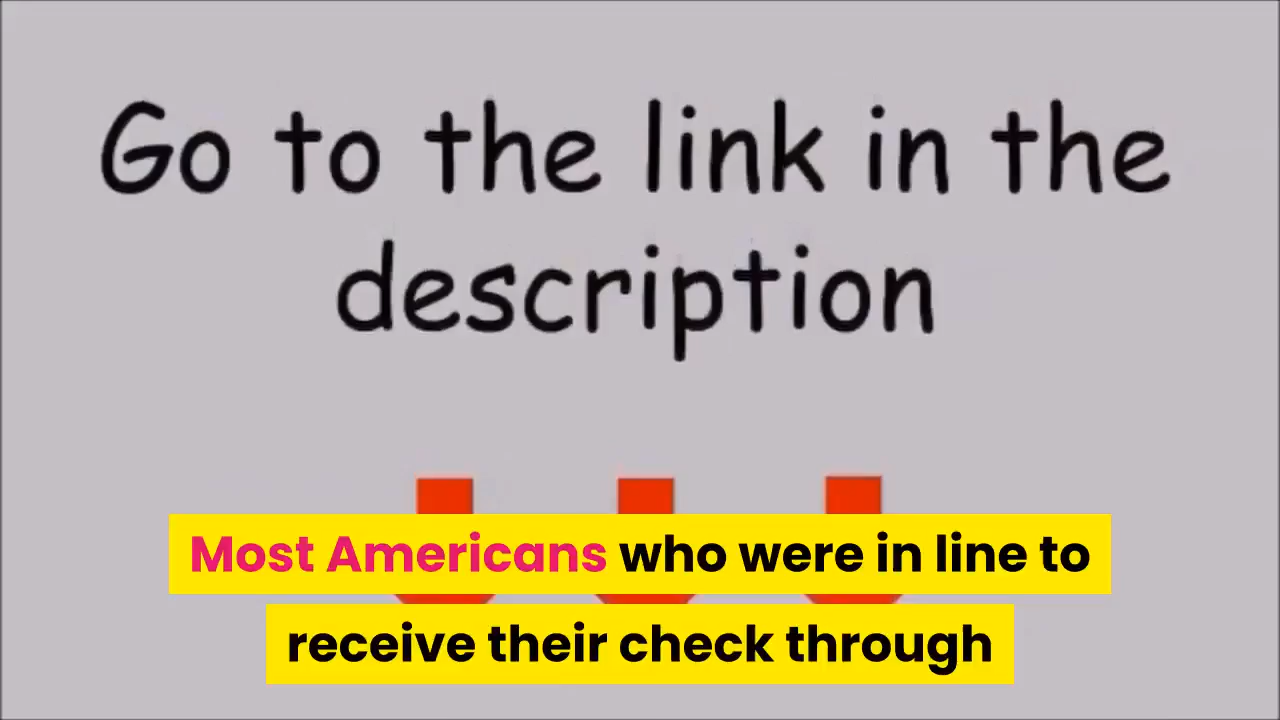 Go to the link in the
description
Most Americans who were in line to
receive their check through